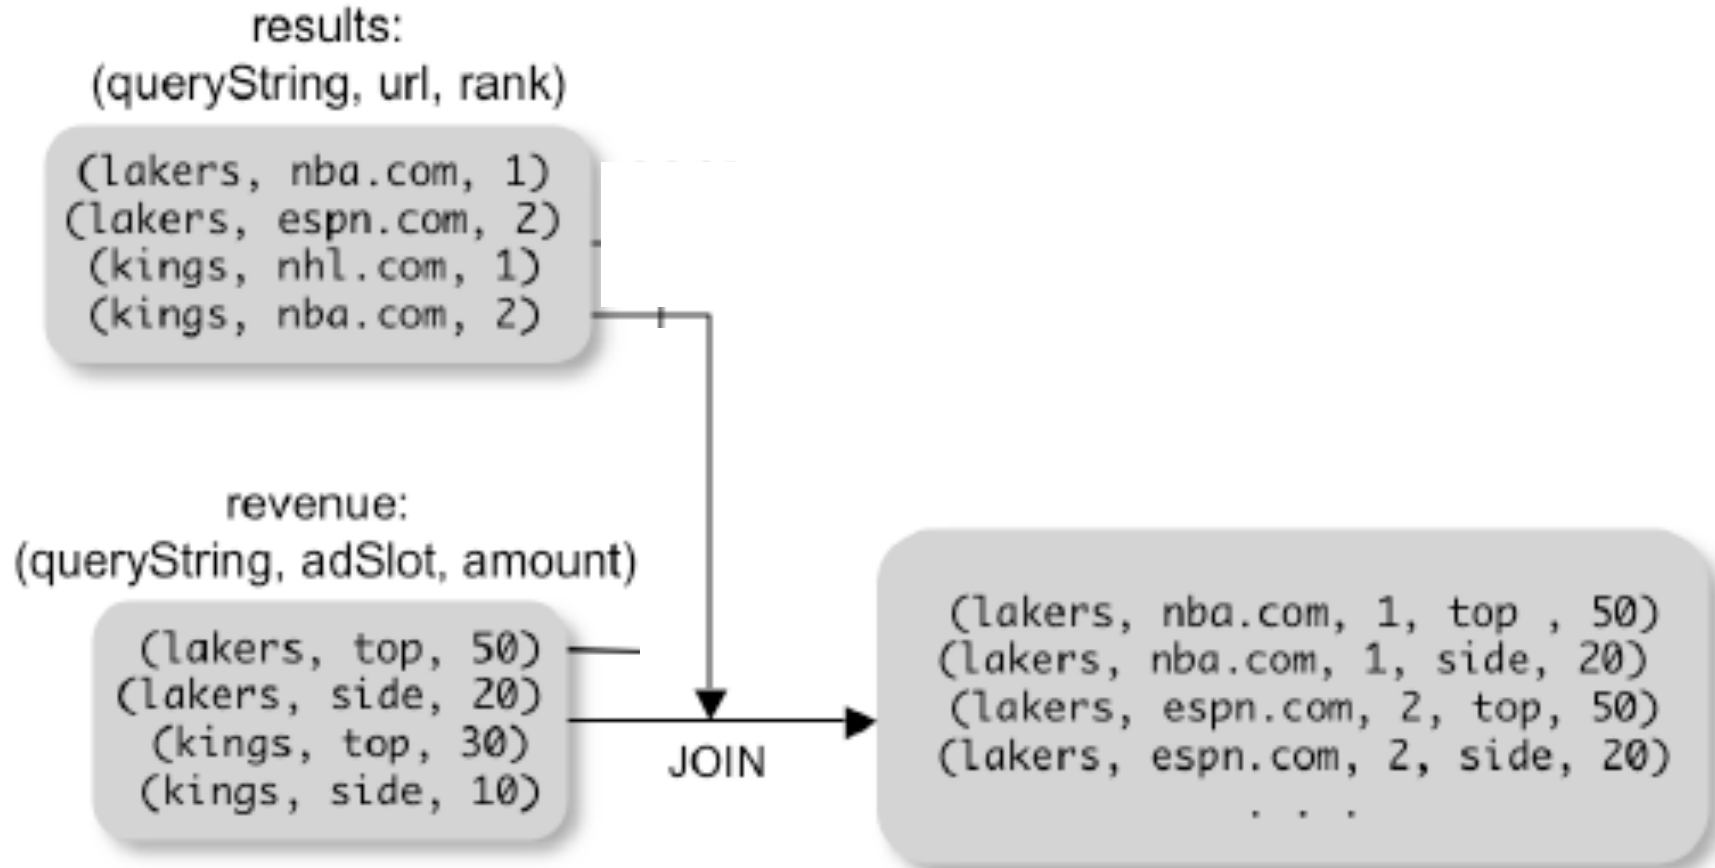 results:
(queryString, url, rank)
(lakers, nba.com, 1)
(lakers, espn.com, 2)
(kings, nhl.com, 1)
(kings, nba.com, 2)
revenue:
(queryString, adSlot, amount)
(lakers, top, 50)
(lakers, side, 20)
(kings, top, 30)
(kings, side, 10)
JOIN
(lakers, nba.com, 1, top , 50)
(lakers, nba.com, 1, side, 20)
(lakers, espn.com, 2, top, 50)
(lakers, espn.com, 2, side, 20)
. . .